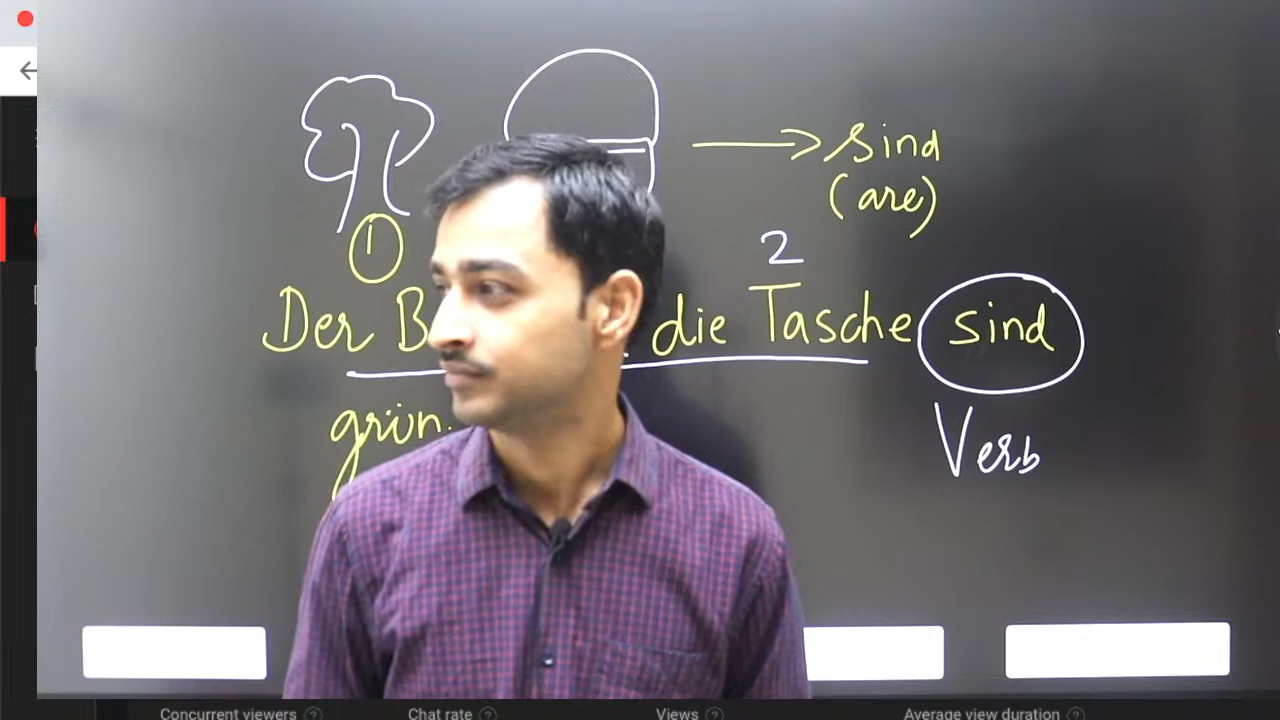 sind
(are)
1
2
Der B die Tasche sind
grün.
Verb
Concurrent viewers ?
Chat rate ?
Views ?
Average view duration ?